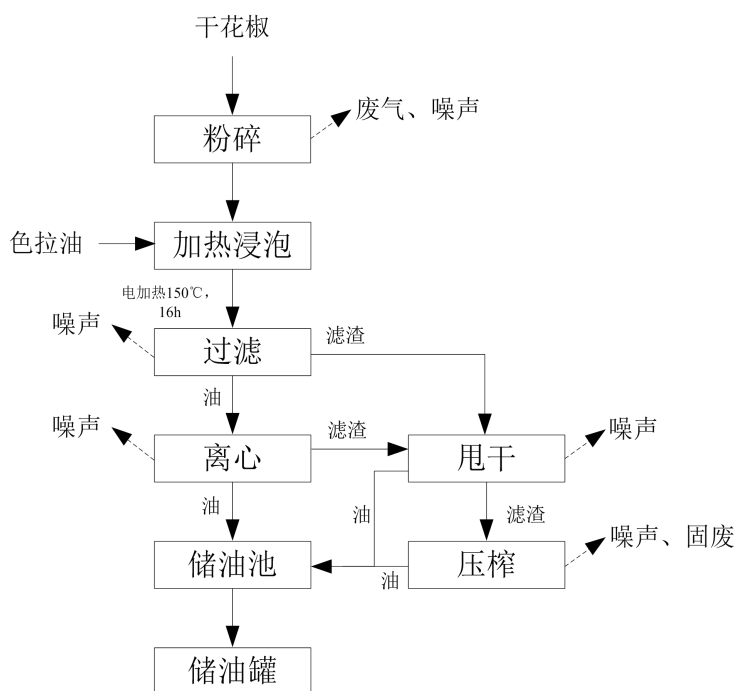 干花椒
废气、噪声
粉碎
色拉油
加热浸泡
电加热150℃，
16h
噪声
过滤
滤渣
油
噪声
离心
滤渣
甩干
噪声
油
油
滤渣
储油池
油
压榨
噪声、固废
储油罐